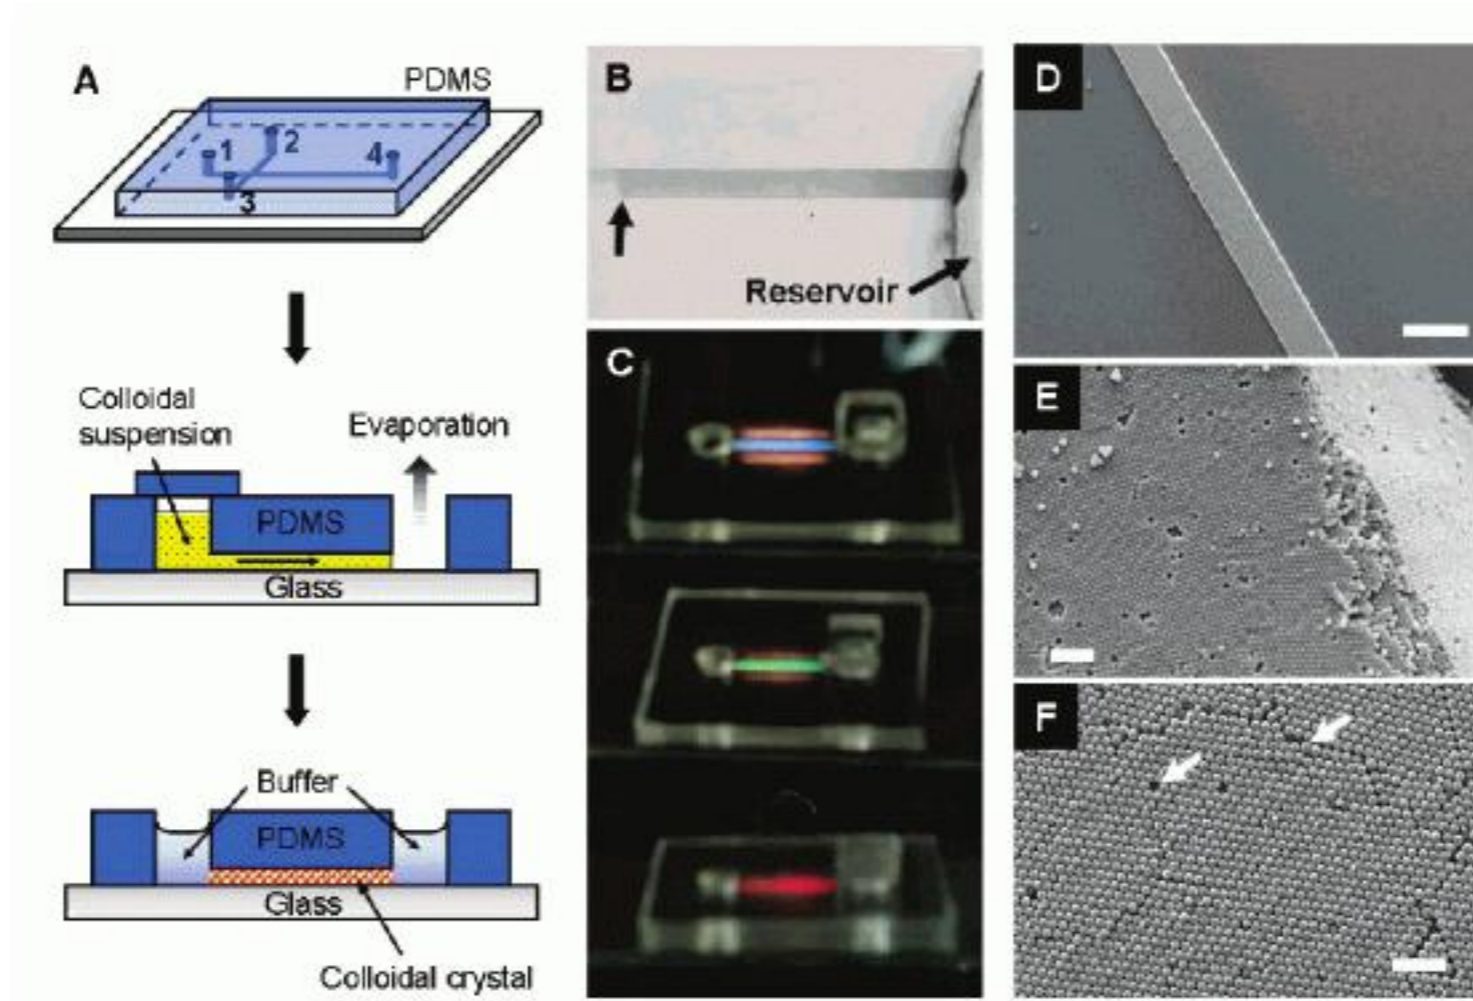 A
PDMS
1
2
4
3
Colloidal
suspension
Evaporation
PDMS
Glass
Buffer
PDMS
Glass
Colloidal crystal
B
Reservoir
C
D
E
F